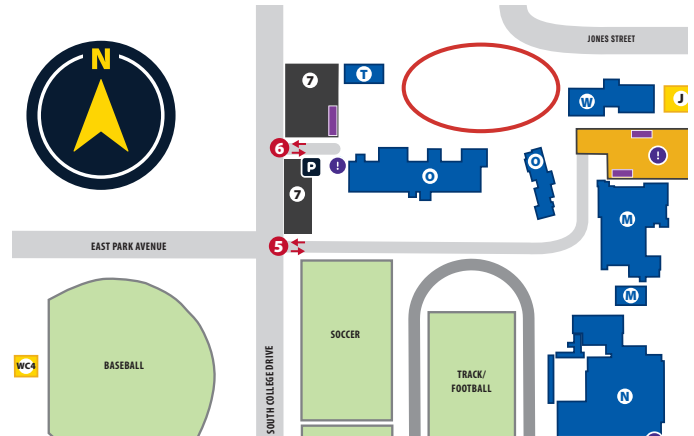 N
JONES STREET
7
T
W
J
6
P
!
O
O
!
7
M
EAST PARK AVENUE
5
M
SOCCER
WC4
BASEBALL
SOUTH COLLEGE DRIVE
TRACK/
FOOTBALL
N